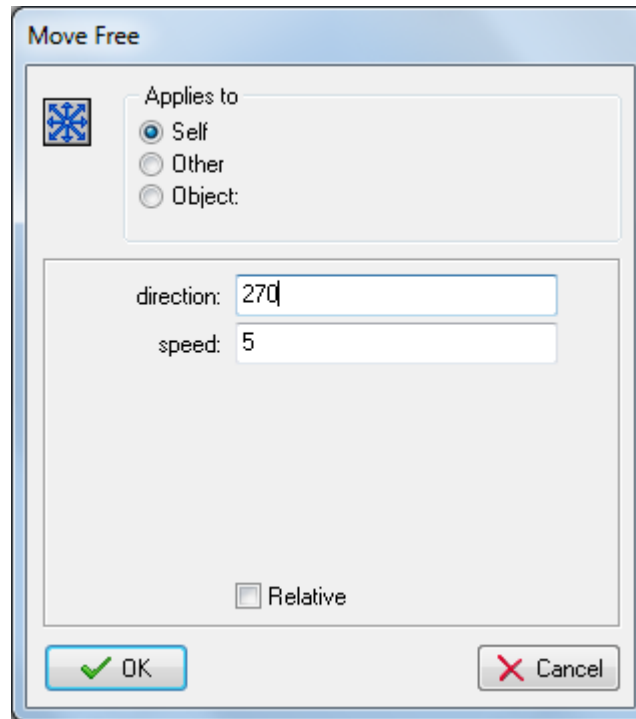 Move Free
Applies to
Self
Other
Object:
direction: 270
speed: 5
Relative
OK Cancel